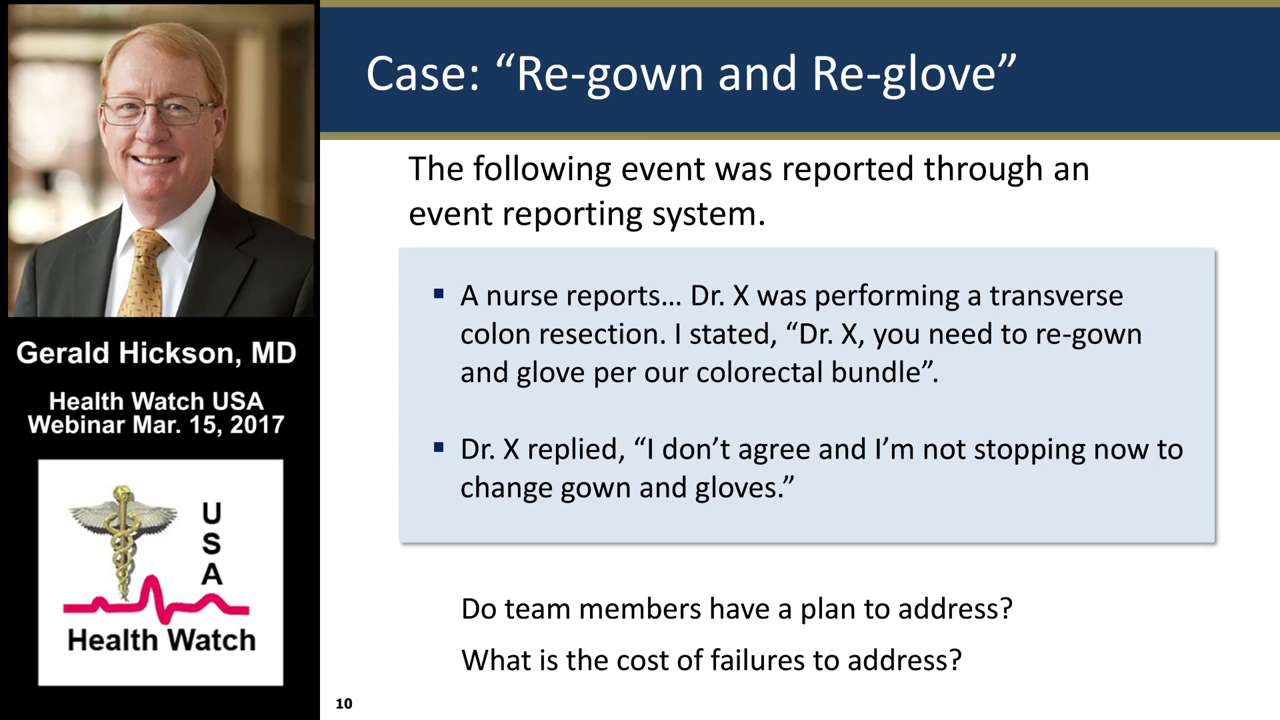 Case: “Re-gown and Re-glove”
The following event was reported through an
event reporting system.
▪ A nurse reports… Dr. X was performing a transverse
colon resection. I stated, “Dr. X, you need to re-gown
and glove per our colorectal bundle”.
▪ Dr. X replied, “I don’t agree and I’m not stopping now to
change gown and gloves.”
Do team members have a plan to address?
What is the cost of failures to address?
10
Gerald Hickson, MD
Health Watch USA
Webinar Mar. 15, 2017
U
S
A
Health Watch